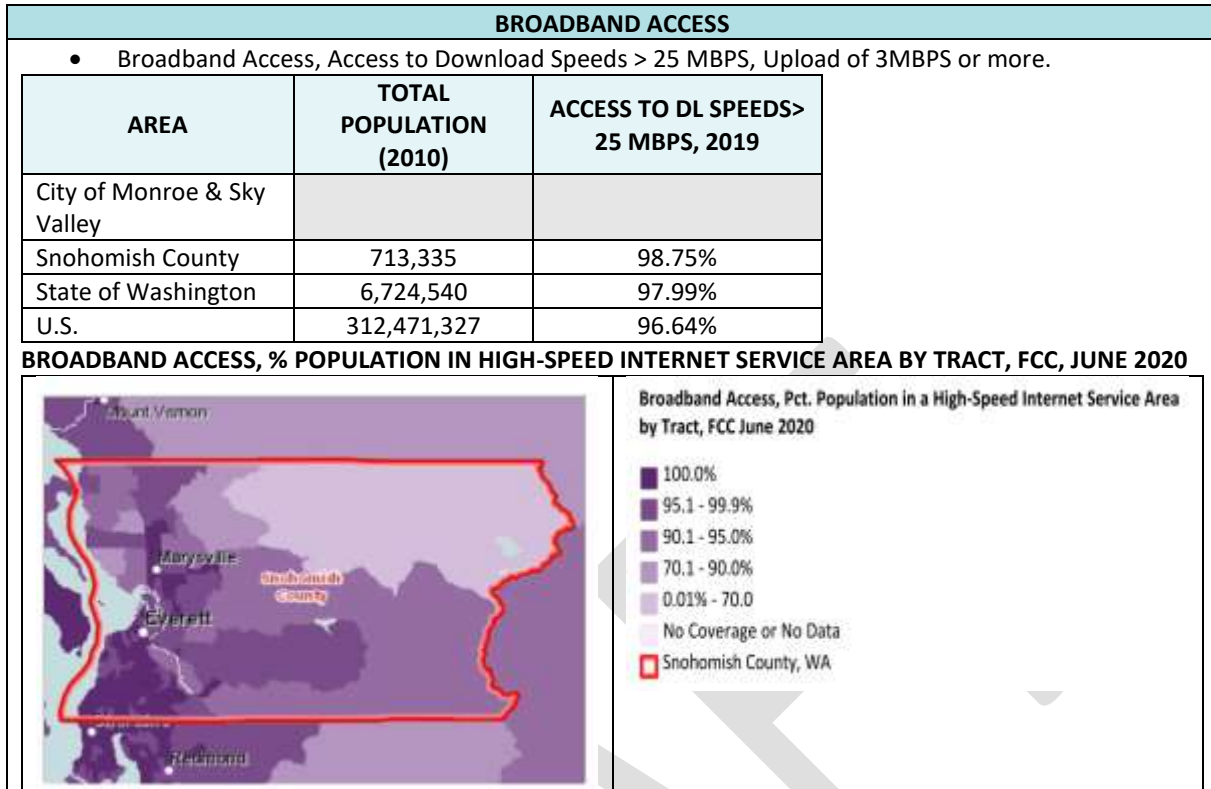 BROADBAND ACCESS
• Broadband Access, Access to Download Speeds > 25 MBPS, Upload of 3MBPS or more.
AREA
TOTAL
POPULATION
(2010)
ACCESS TO DL SPEEDS>
25 MBPS, 2019
City of Monroe & Sky
Valley
Snohomish County 713,335 98.75%
State of Washington 6,724,540 97.99%
U.S. 312,471,327 96.64%
BROADBAND ACCESS, % POPULATION IN HIGH-SPEED INTERNET SERVICE AREA BY TRACT, FCC, JUNE 2020
Mount Vernon
Marysville
Snohomish
County
Everett
Redmond
Broadband Access, Pct. Population in a High-Speed Internet Service Area
by Tract, FCC June 2020
100.0%
95.1 - 99.9%
90.1 - 95.0%
70.1 - 90.0%
0.01% - 70.0
No Coverage or No Data
Snohomish County, WA